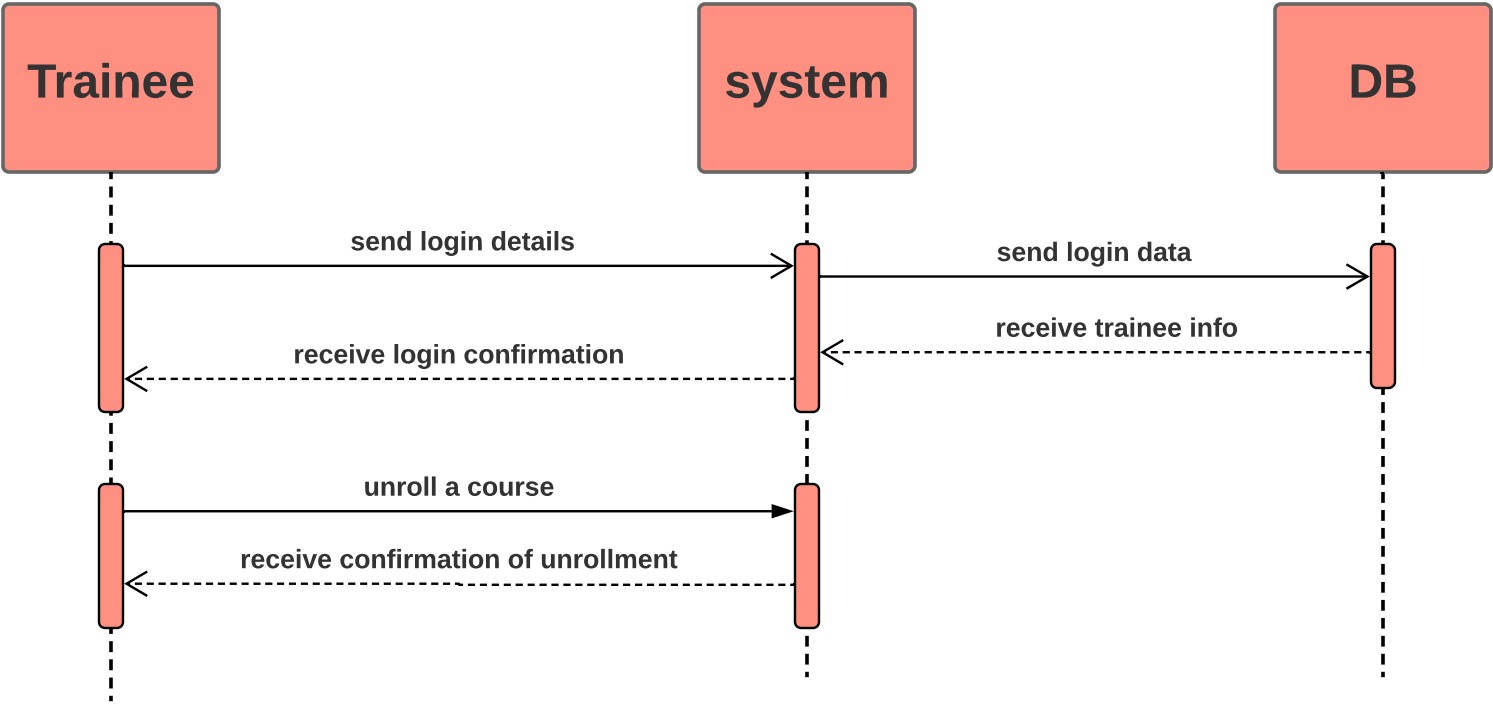 Trainee
system
DB
send login details
send login data
receive trainee info
receive login confirmation
unroll a course
receive confirmation of unrollment